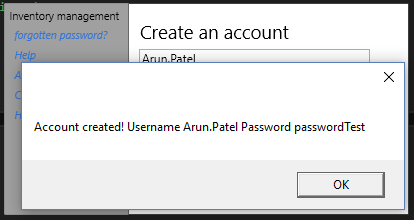 Inventory management
forgotten password?
Help
Create an account
Arun.Patel
Account created! Username Arun.Patel Password passwordTest
OK